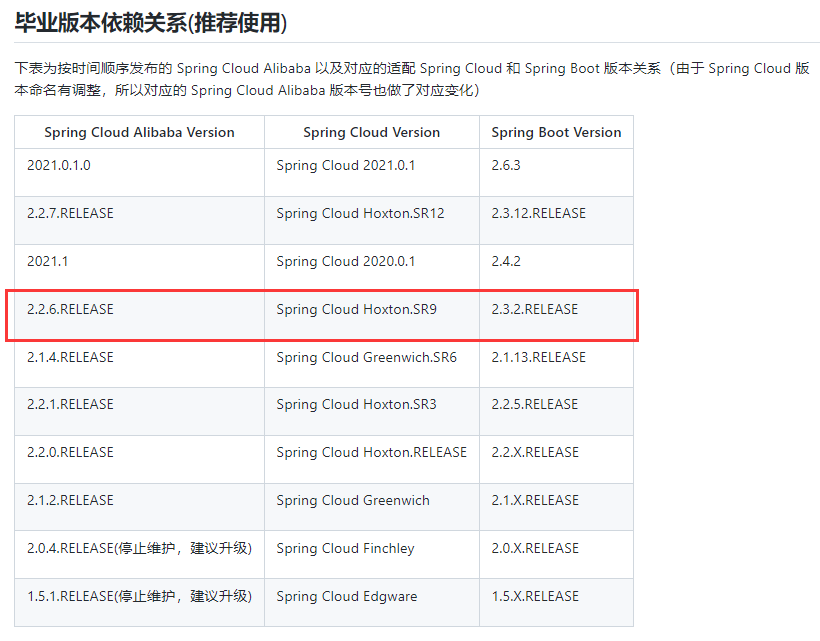 毕业版本依赖关系(推荐使用)
下表为按时间顺序发布的 Spring Cloud Alibaba 以及对应的适配 Spring Cloud 和 Spring Boot 版本关系（由于 Spring Cloud 版
本命名有调整，所以对应的 Spring Cloud Alibaba 版本号也做了对应变化）
Spring Cloud Alibaba Version Spring Cloud Version Spring Boot Version
2021.0.1.0 Spring Cloud 2021.0.1 2.6.3
2.2.7.RELEASE Spring Cloud Hoxton.SR12 2.3.12.RELEASE
2021.1 Spring Cloud 2020.0.1 2.4.2
2.2.6.RELEASE Spring Cloud Hoxton.SR9 2.3.2.RELEASE
2.1.4.RELEASE Spring Cloud Greenwich.SR6 2.1.13.RELEASE
2.2.1.RELEASE Spring Cloud Hoxton.SR3 2.2.5.RELEASE
2.2.0.RELEASE Spring Cloud Hoxton.RELEASE 2.2.X.RELEASE
2.1.2.RELEASE Spring Cloud Greenwich 2.1.X.RELEASE
2.0.4.RELEASE(停止维护，建议升级) Spring Cloud Finchley 2.0.X.RELEASE
1.5.1.RELEASE(停止维护，建议升级) Spring Cloud Edgware 1.5.X.RELEASE